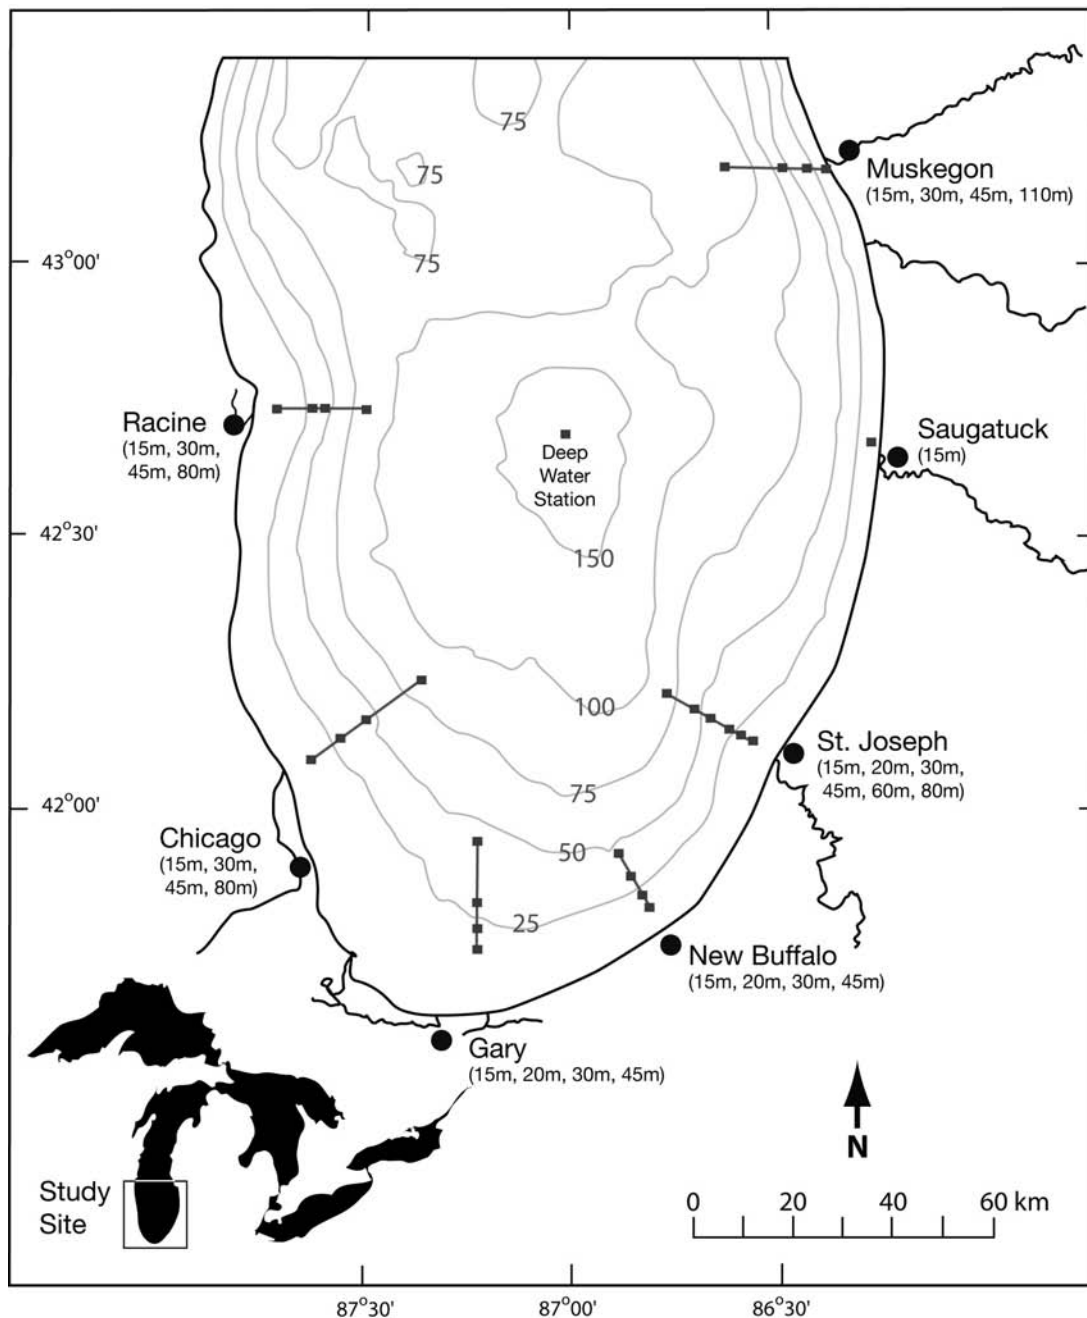 75
75
75
Muskegon
(15m, 30m, 45m, 110m)
43°00'
Racine
(15m, 30m,
45m, 80m)
Deep
Water
Station
Saugatuck
(15m)
42°30'
150
100
St. Joseph
(15m, 20m, 30m,
45m, 60m, 80m)
75
42°00'
Chicago
(15m, 30m,
45m, 80m)
50
25
New Buffalo
(15m, 20m, 30m, 45m)
Gary
(15m, 20m, 30m, 45m)
N
Study
Site
0 20 40 60 km
87°30' 87°00' 86°30'